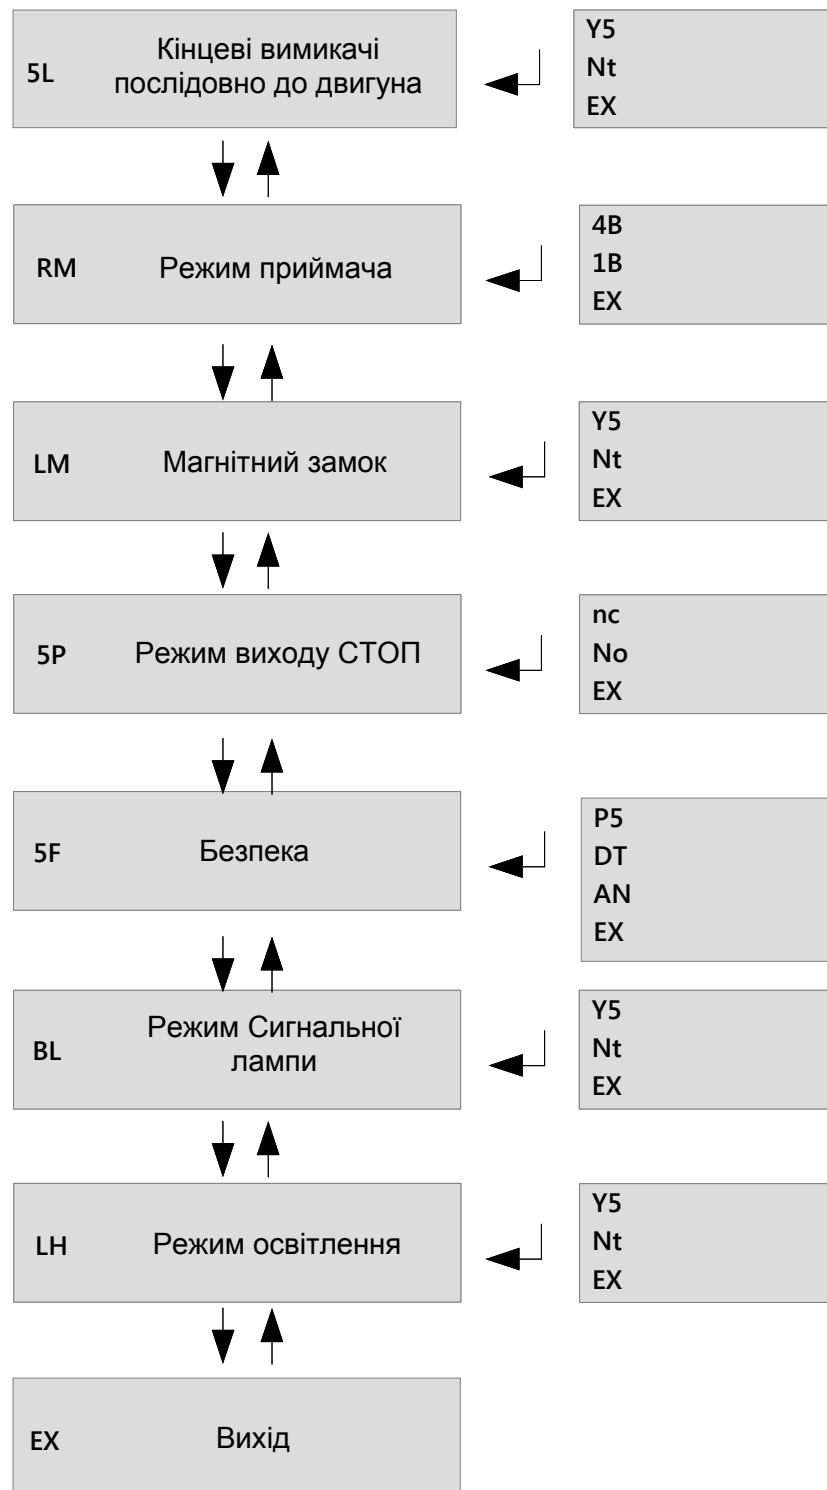 5L
Кінцеві вимикачі
послідовно до двигуна
Y5
Nt
EX
RM
Режим приймача
4B
1B
EX
LM
Магнітний замок
Y5
Nt
EX
5P
Режим виходу СТОП
nc
No
EX
5F
Безпека
P5
DT
AN
EX
BL
Режим Сигнальної
лампи
Y5
Nt
EX
LH
Режим освітлення
Y5
Nt
EX
EX
Вихід